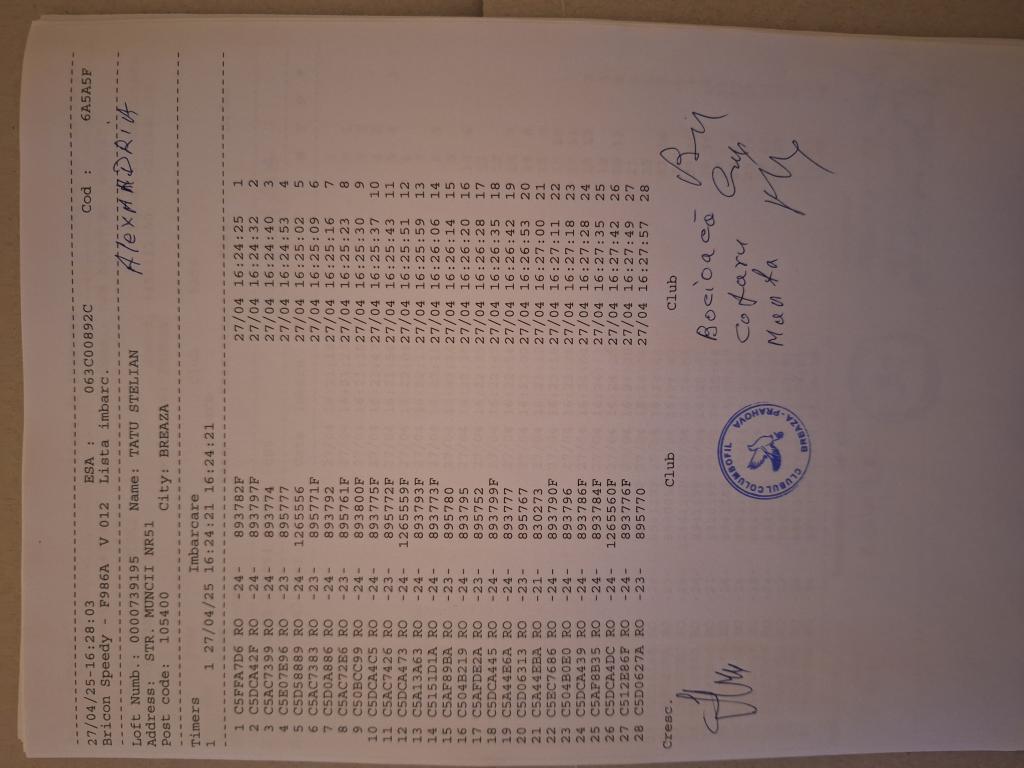 27/04/25-16:28:03 ESA : 063C00892C Cod : 6A5A5F
Bricon Speedy - F986A V 012 Lista imbarc.
Loft Numb.: 0000739195 Name: TATU STELIAN
Address: STR. MUNCII NR51
Post code: 105400 City: BREAZA
AlexANDRiA
Timers Imbarcare
1 1 27/04/25 16:24:21 16:24:21
1 C5FFA7D6 RO -24- 893782F 27/04 16:24:25 1
2 C5DCA42F RO -24- 893797F 27/04 16:24:32 2
3 C5AC7399 RO -24- 893774 27/04 16:24:40 3
4 C5E07E96 RO -23- 895777 27/04 16:24:53 4
5 C5D58889 RO -24- 1265556 27/04 16:25:02 5
6 C5AC7383 RO -23- 895771F 27/04 16:25:09 6
7 C5D0A886 RO -24- 893792 27/04 16:25:16 7
8 C5AC72E6 RO -23- 895761F 27/04 16:25:23 8
9 C50BCC99 RO -24- 893800F 27/04 16:25:30 9
10 C5DCA4C5 RO -24- 893775F 27/04 16:25:37 10
11 C5AC7426 RO -23- 895772F 27/04 16:25:43 11
12 C5DCA473 RO -24- 1265559F 27/04 16:25:51 12
13 C5A13A63 RO -24- 893793F 27/04 16:25:59 13
14 C5151D1A RO -24- 893773F 27/04 16:26:06 14
15 C5AF89BA RO -23- 895780 27/04 16:26:14 15
16 C504B219 RO -24- 893795 27/04 16:26:20 16
17 C5AFDE2A RO -23- 895752 27/04 16:26:28 17
18 C5DCA445 RO -24- 893799F 27/04 16:26:35 18
19 C5A44E6A RO -24- 893777 27/04 16:26:42 19
20 C5D06313 RO -23- 895767 27/04 16:26:53 20
21 C5A44EBA RO -21- 830273 27/04 16:27:00 21
22 C5EC7686 RO -24- 893790F 27/04 16:27:11 22
23 C504B0E0 RO -24- 893796 27/04 16:27:18 23
24 C5DCA439 RO -24- 893786F 27/04 16:27:28 24
25 C5AF8B35 RO -24- 893784F 27/04 16:27:35 25
26 C5DCA4DC RO -24- 1265560F 27/04 16:27:42 26
27 C512E86F RO -24- 893776F 27/04 16:27:49 27
28 C5D0627A RO -23- 895770 27/04 16:27:57 28
Cresc. Club Club
Bocioacă
Cofaru
CLUBUL COLUMBOFIL
BREAZA-PRAHOVA